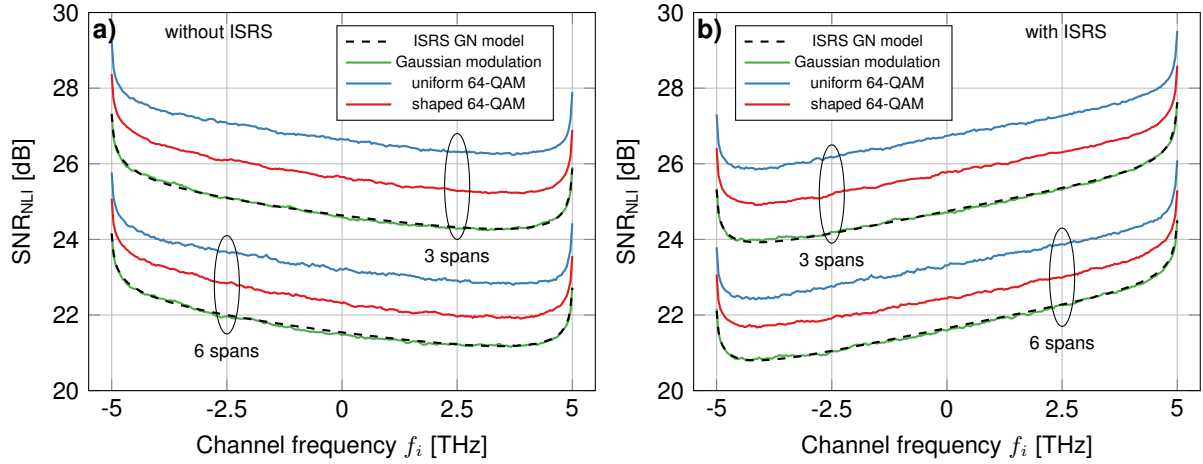 a)
without ISRS
ISRS GN model
Gaussian modulation
uniform 64-QAM
shaped 64-QAM
3 spans
6 spans
30
28
26
24
22
20
SNR_NLI [dB]
-5
-2.5
0
2.5
5
Channel frequency f_i [THz]
b)
with ISRS
ISRS GN model
Gaussian modulation
uniform 64-QAM
shaped 64-QAM
3 spans
6 spans
30
28
26
24
22
20
SNR_NLI [dB]
-5
-2.5
0
2.5
5
Channel frequency f_i [THz]